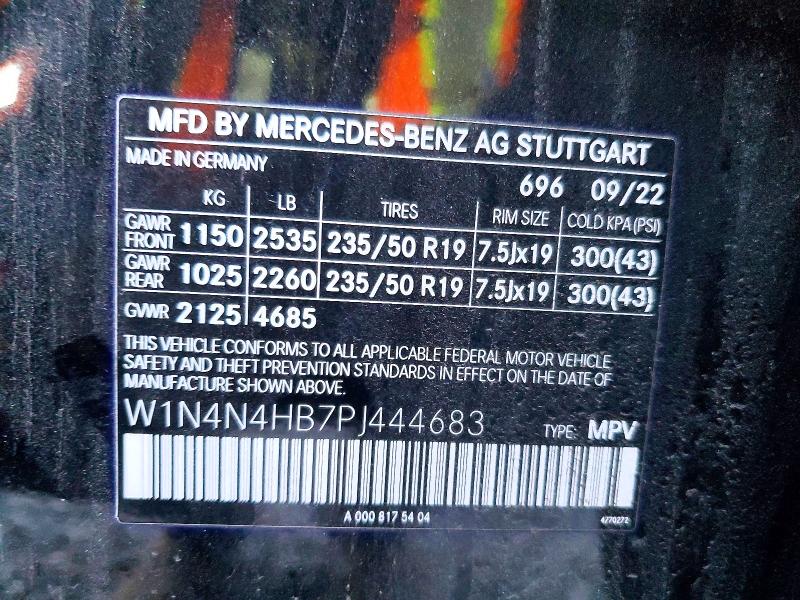 MFD BY MERCEDES-BENZ AG STUTTGART
MADE IN GERMANY 696 09/22
KG LB TIRES RIM SIZE COLD KPA (PSI)
GAWR FRONT 1150 2535 235/50 R19 7.5Jx19 300(43)
GAWR REAR 1025 2260 235/50 R19 7.5Jx19 300(43)
GVWR 2125 4685
THIS VEHICLE CONFORMS TO ALL APPLICABLE FEDERAL MOTOR VEHICLE
SAFETY AND THEFT PREVENTION STANDARDS IN EFFECT ON THE DATE OF
MANUFACTURE SHOWN ABOVE.
W1N4N4HB7PJ444683 TYPE: MPV
A 000 817 54 04 4770272